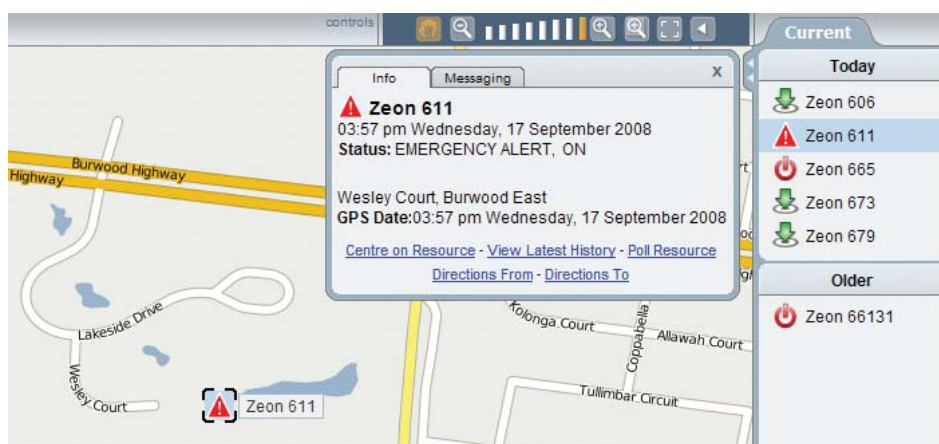 controls
Current
Info
Messaging
X
Zeon 611
03:57 pm Wednesday, 17 September 2008
Status: EMERGENCY ALERT, ON
Wesley Court, Burwood East
GPS Date:03:57 pm Wednesday, 17 September 2008
Centre on Resource - View Latest History - Poll Resource
Directions From - Directions To
Today
Zeon 606
Zeon 611
Zeon 665
Zeon 673
Zeon 679
Older
Zeon 66131
Burwood Highway
Highway
Lakeside Drive
Wesley Court
Zeon 611
Kolonga Court
Coppabella
Allawah Court
Tullimbar Circuit